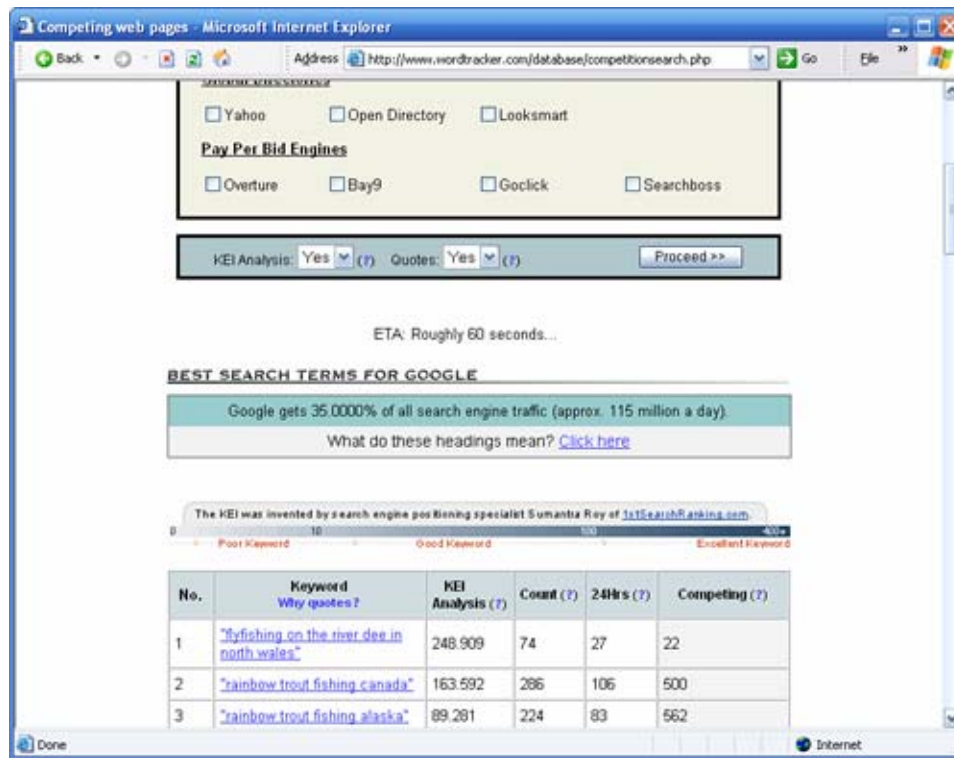 Competing web pages - Microsoft Internet Explorer
Back Address http://www.wordtracker.com/database/competitionsearch.php Go File »
Global Directories
Yahoo Open Directory Looksmart
Pay Per Bid Engines
Overture Bay9 Goclick Searchboss
KEI Analysis: Yes (?) Quotes: Yes (?) Proceed >>
ETA: Roughly 60 seconds...
BEST SEARCH TERMS FOR GOOGLE
Google gets 35.0000% of all search engine traffic (approx. 115 million a day).
What do these headings mean? Click here
The KEI was invented by search engine positioning specialist Sumantra Roy of 1stSearchRanking.com.
0 10 100 400+
Poor Keyword Good Keyword Excellent Keyword
No. Keyword KEI Count (?) 24Hrs (?) Competing (?)
Why quotes? Analysis (?)
1 "flyfishing on the river dee in 248.909 74 27 22
north wales"
2 "rainbow trout fishing canada" 163.592 286 106 500
3 "rainbow trout fishing alaska" 89.281 224 83 562
Done Internet